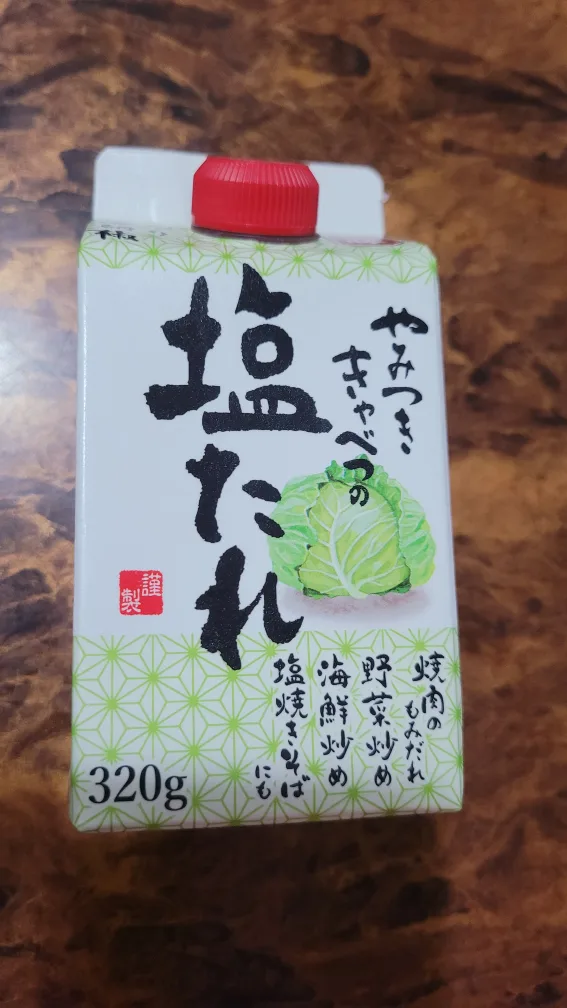 やみつき
きゃべつの
塩たれ
謹製
焼肉の
もみだれ
野菜炒め
海鮮炒め
塩焼きそば
にも
320g